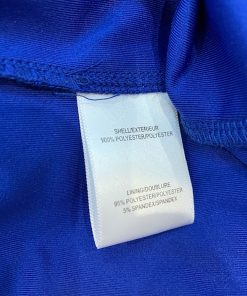 SHELL/EXTERIEUR
100% POLYESTER/POLYESTER
LINING/DOUBLURE
95% POLYESTER/POLYESTER
5% SPANDEX/SPANDEX